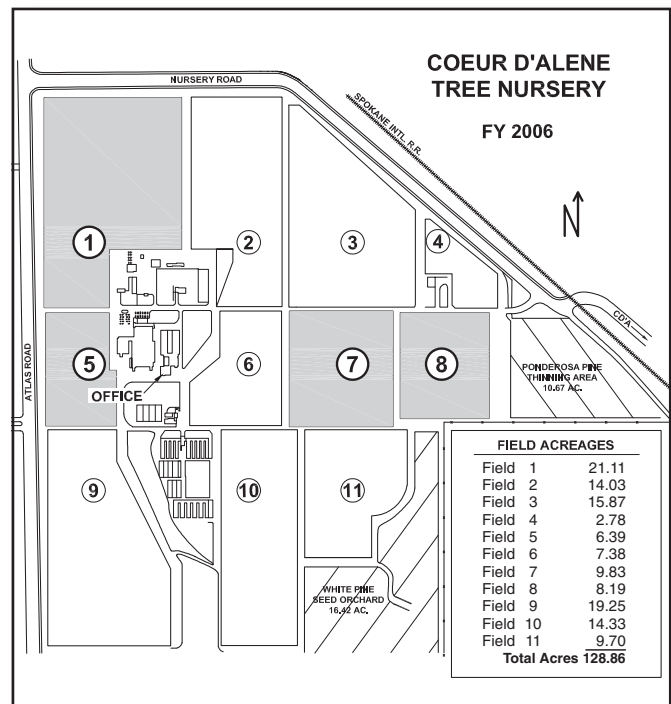 COEUR D'ALENE
TREE NURSERY
FY 2006
NURSERY ROAD
SPOKANE INTL. R.R.
N
1
2
3
4
CD'A
ATLAS ROAD
5
OFFICE
6
7
8
PONDEROSA PINE
THINNING AREA
10.67 AC.
9
10
11
WHITE PINE
SEED ORCHARD
16.42 AC.
FIELD ACREAGES
Field 1 21.11
Field 2 14.03
Field 3 15.87
Field 4 2.78
Field 5 6.39
Field 6 7.38
Field 7 9.83
Field 8 8.19
Field 9 19.25
Field 10 14.33
Field 11 9.70
Total Acres 128.86